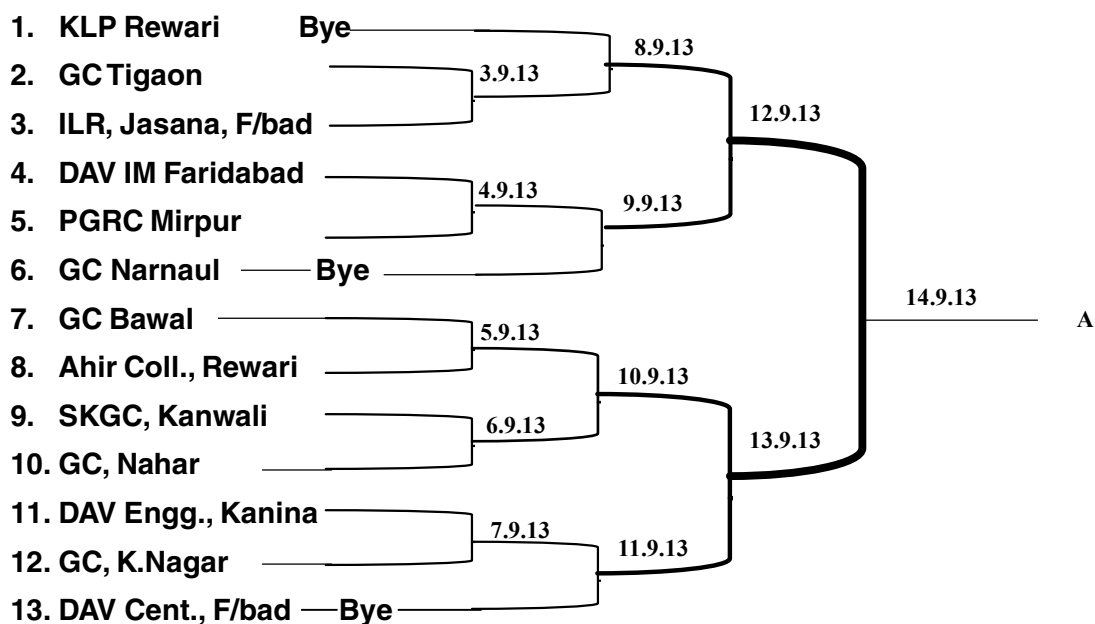 1. KLP Rewari Bye
8.9.13
2. GC Tigaon
3.9.13
12.9.13
3. ILR, Jasana, F/bad
4. DAV IM Faridabad
4.9.13
9.9.13
5. PGRC Mirpur
6. GC Narnaul Bye
14.9.13
A
7. GC Bawal
5.9.13
8. Ahir Coll., Rewari
10.9.13
9. SKGC, Kanwali
6.9.13
13.9.13
10. GC, Nahar
11. DAV Engg., Kanina
7.9.13
11.9.13
12. GC, K.Nagar
13. DAV Cent., F/bad Bye